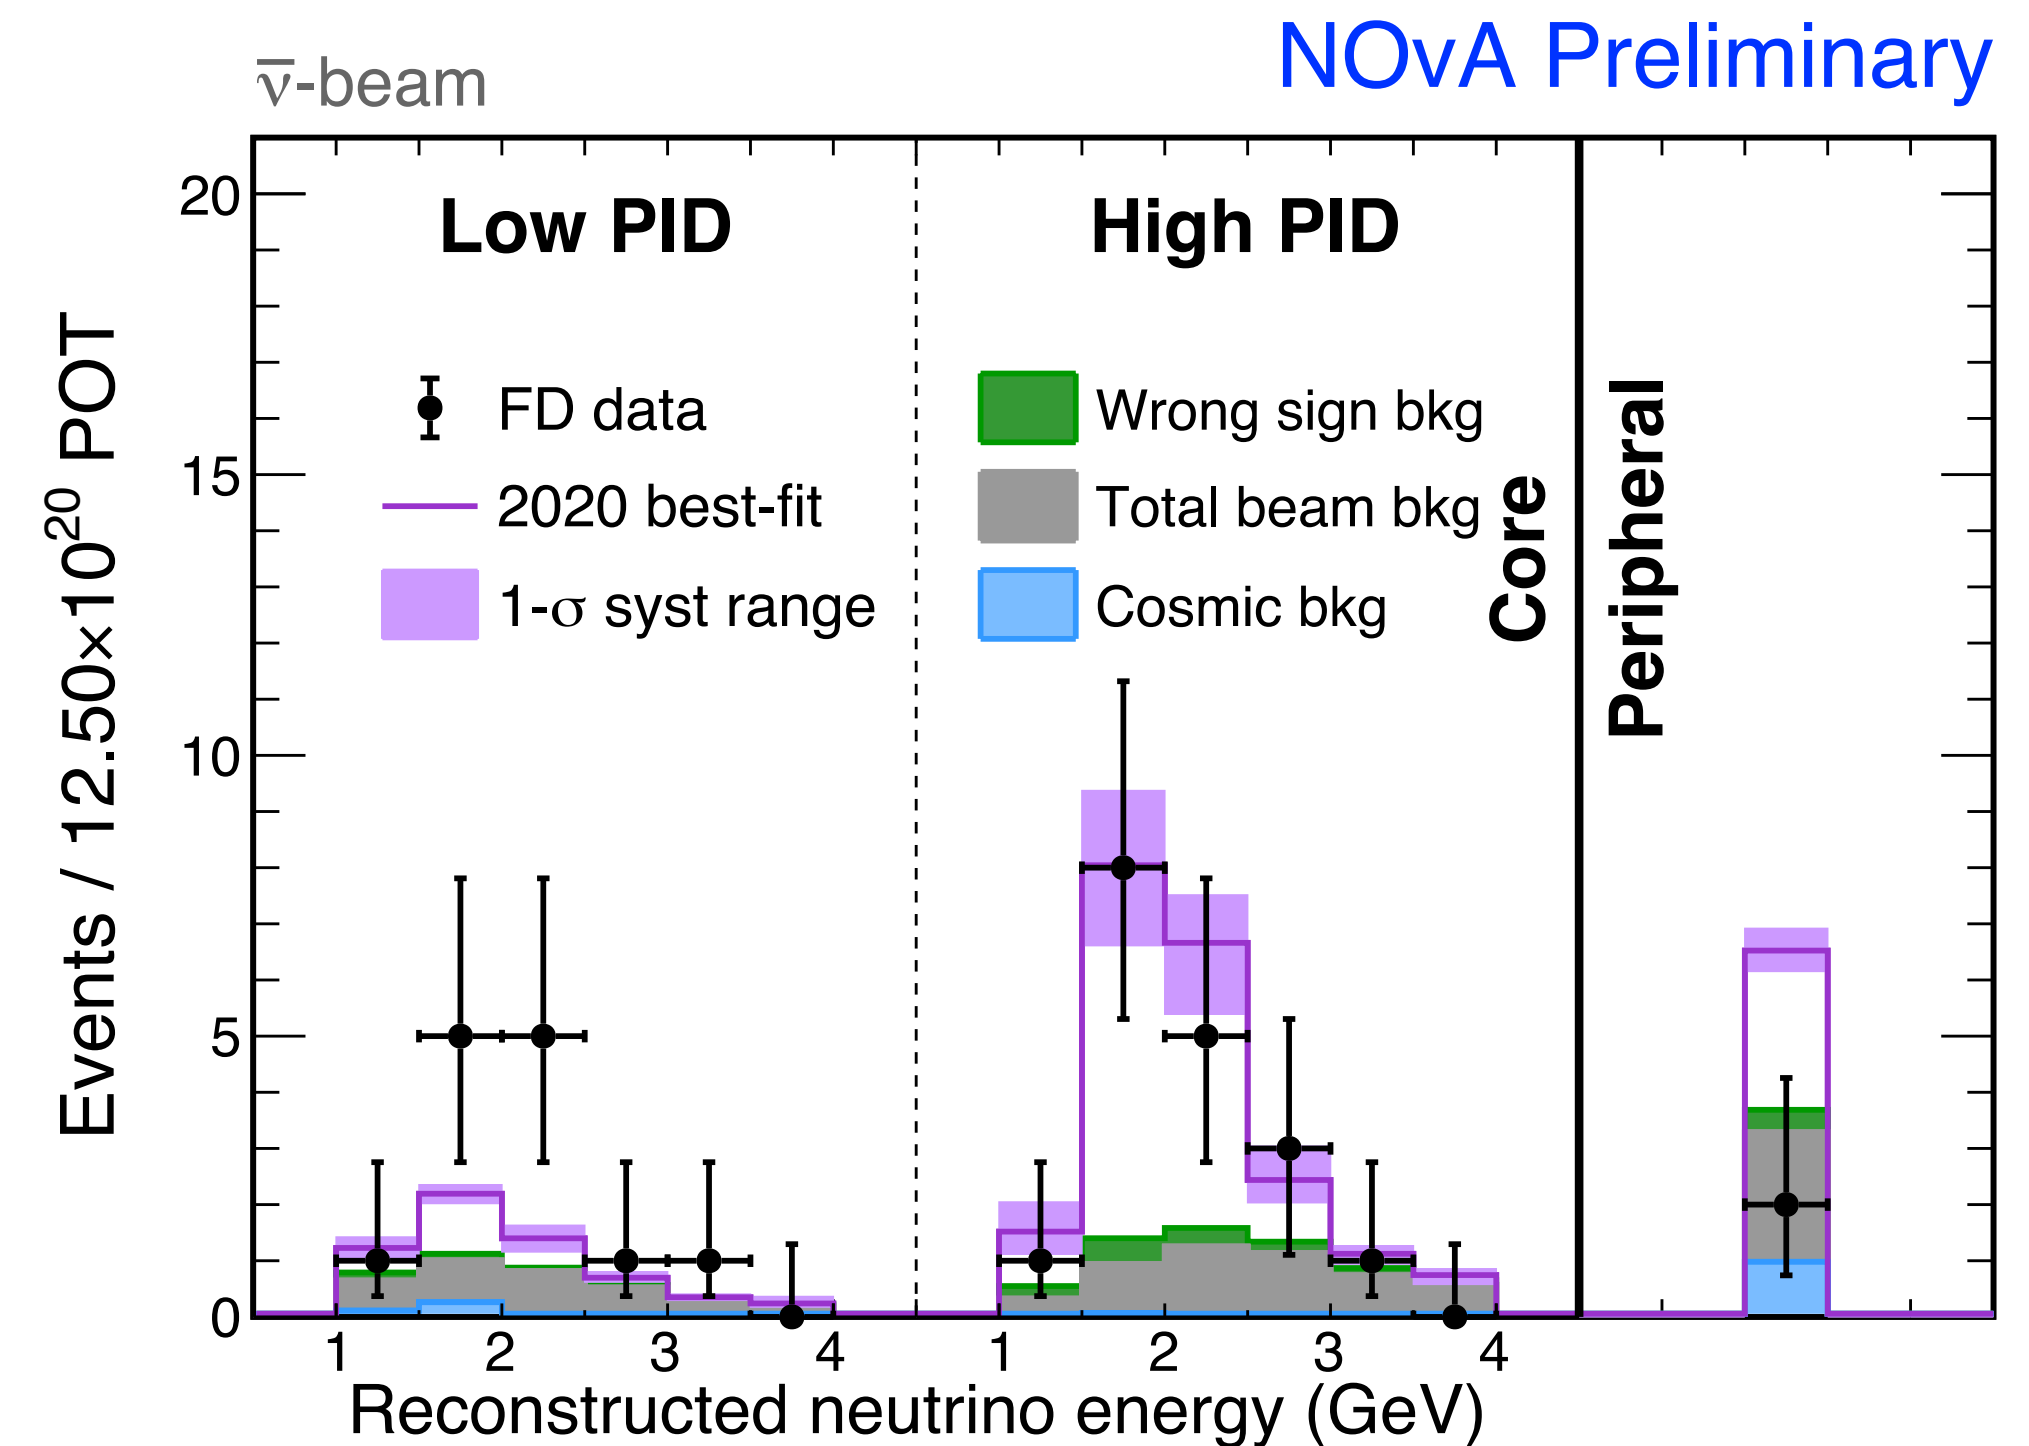 NOvA Preliminary
ν̅-beam
Low PID
High PID
FD data
2020 best-fit
1-σ syst range
Wrong sign bkg
Total beam bkg
Cosmic bkg
Core
Peripheral
Events / 12.50×10²⁰ POT
20
15
10
5
0
1 2 3 4 1 2 3 4
Reconstructed neutrino energy (GeV)